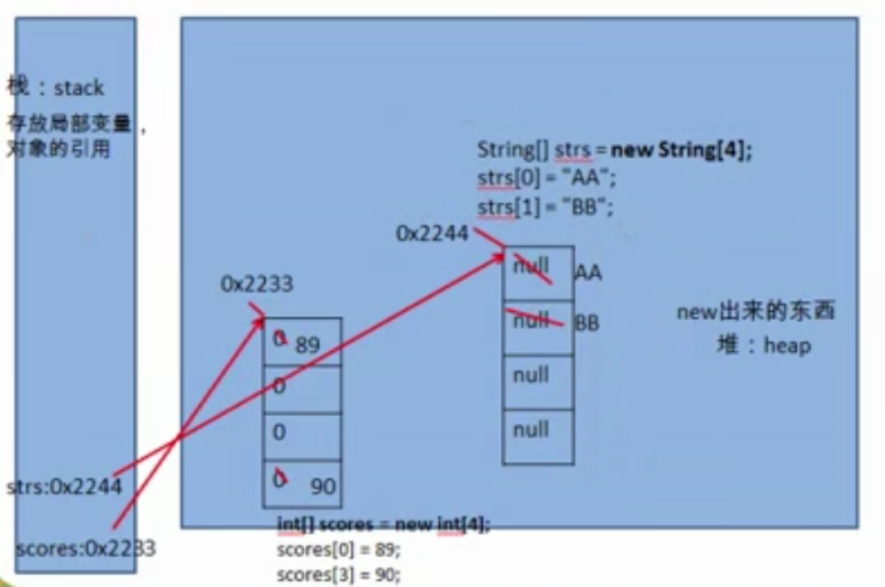 栈：stack
存放局部变量，
对象的引用
String[] strs = new String[4];
strs[0] = "AA";
strs[1] = "BB";
0x2244
null AA
null BB
null
null
new出来的东西
堆：heap
0x2233
0 89
0
0
0 90
strs:0x2244
scores:0x2233
int[] scores = new int[4];
scores[0] = 89;
scores[3] = 90;